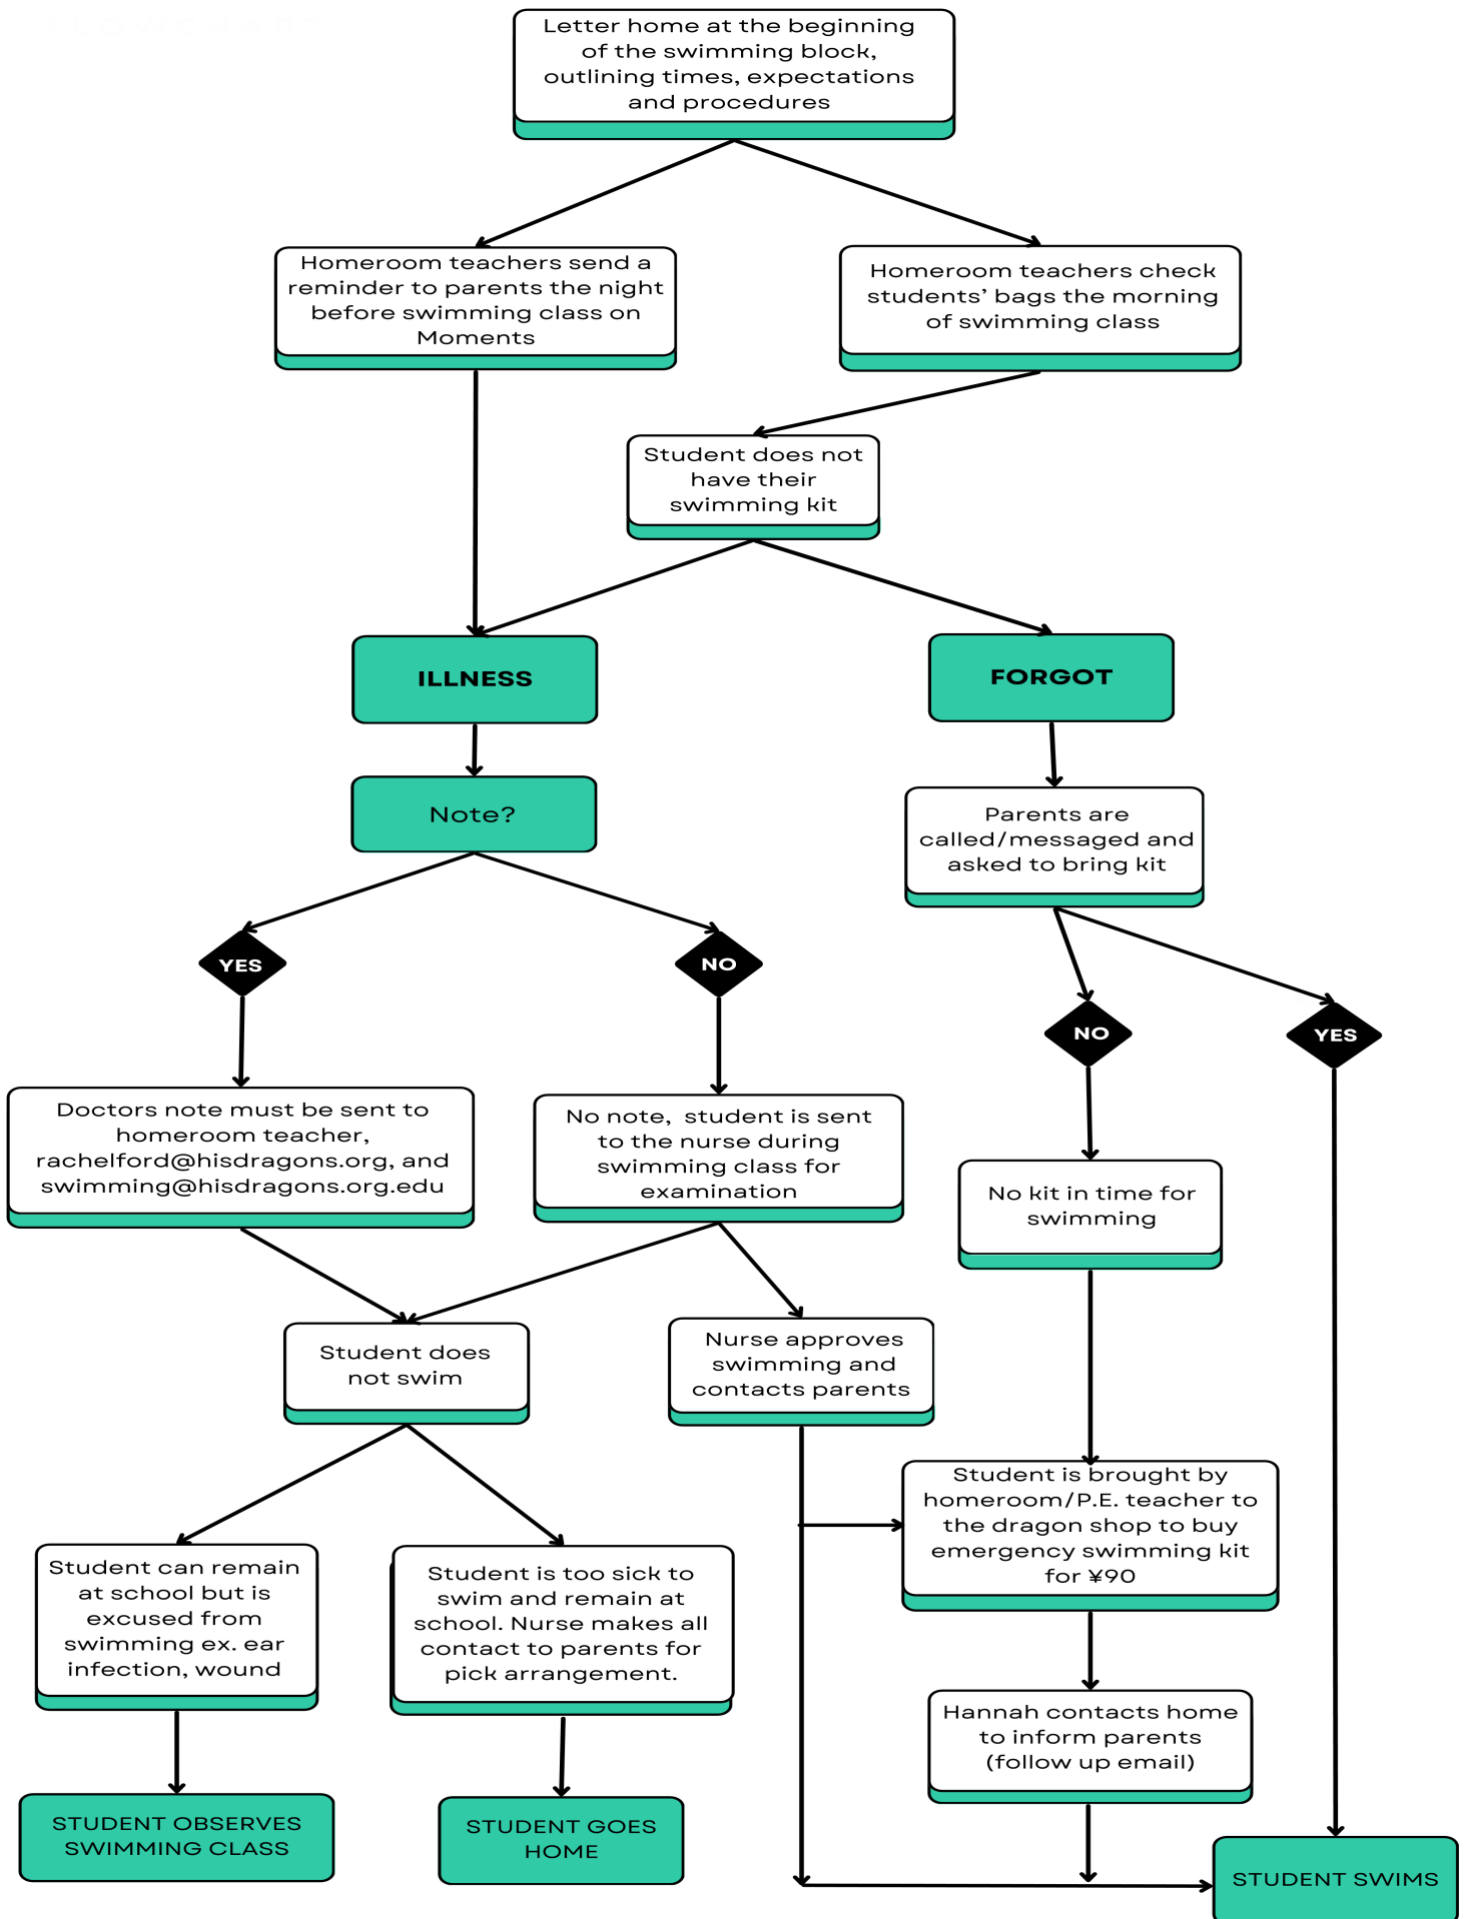 Letter home at the beginning
of the swimming block,
outlining times, expectations
and procedures
Homeroom teachers send a
reminder to parents the night
before swimming class on
Moments
Homeroom teachers check
students’ bags the morning
of swimming class
Student does not
have their
swimming kit
ILLNESS
FORGOT
Note?
Parents are
called/messaged and
asked to bring kit
YES
NO
NO
YES
Doctors note must be sent to
homeroom teacher,
rachelford@hisdragons.org, and
swimming@hisdragons.org.edu
No note, student is sent
to the nurse during
swimming class for
examination
No kit in time for
swimming
Student does
not swim
Nurse approves
swimming and
contacts parents
Student is brought by
homeroom/P.E. teacher to
the dragon shop to buy
emergency swimming kit
for ¥90
Student can remain
at school but is
excused from
swimming ex. ear
infection, wound
Student is too sick to
swim and remain at
school. Nurse makes all
contact to parents for
pick arrangement.
Hannah contacts home
to inform parents
(follow up email)
STUDENT OBSERVES
SWIMMING CLASS
STUDENT GOES
HOME
STUDENT SWIMS